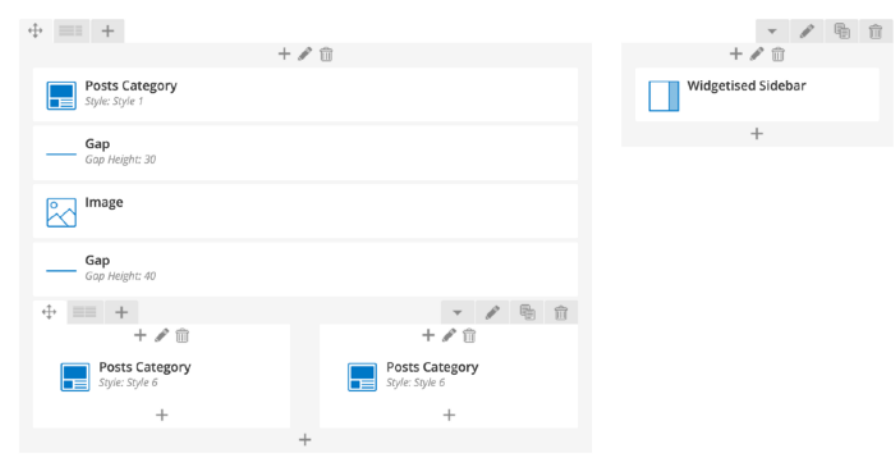 Posts Category
Style: Style 1
Gap
Gap Height: 30
Image
Gap
Gap Height: 40
Posts Category
Style: Style 6
Posts Category
Style: Style 6
Widgetised Sidebar